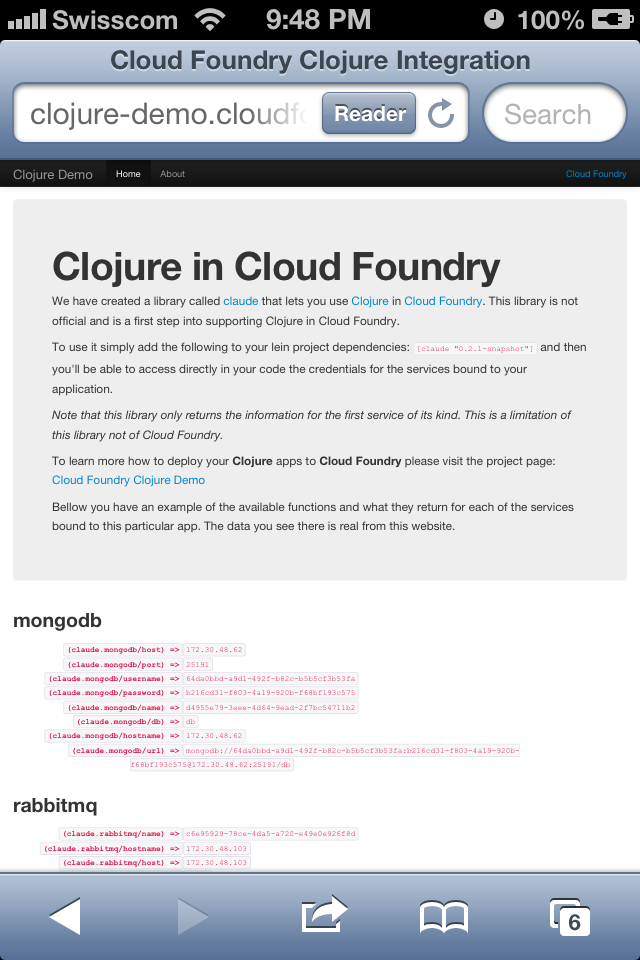 Swisscom 9:48 PM 100%
Cloud Foundry Clojure Integration
clojure-demo.cloudfo Reader Search
Clojure Demo Home About Cloud Foundry
Clojure in Cloud Foundry
We have created a library called claude that lets you use Clojure in Cloud Foundry. This library is not
official and is a first step into supporting Clojure in Cloud Foundry.
To use it simply add the following to your lein project dependencies: [claude "0.2.1-snapshot"] and then
you'll be able to access directly in your code the credentials for the services bound to your
application.
Note that this library only returns the information for the first service of its kind. This is a limitation of
this library not of Cloud Foundry.
To learn more how to deploy your Clojure apps to Cloud Foundry please visit the project page:
Cloud Foundry Clojure Demo
Bellow you have an example of the available functions and what they return for each of the services
bound to this particular app. The data you see there is real from this website.
mongodb
(claude.mongodb/host) => 172.30.48.62
(claude.mongodb/port) => 25191
(claude.mongodb/username) => 64da0bbd-a9d1-492f-b82c-b5b5cf3b53fa
(claude.mongodb/password) => b216cd31-f803-4a19-920b-f68bf193c575
(claude.mongodb/name) => d4955e79-3eee-4d64-9ead-2f7bc54711b2
(claude.mongodb/db) => db
(claude.mongodb/hostname) => 172.30.48.62
(claude.mongodb/url) => mongodb://64da0bbd-a9d1-492f-b82c-b5b5cf3b53fa:b216cd31-f803-4a19-920b-
f68bf193c575@172.30.48.62:25191/db
rabbitmq
(claude.rabbitmq/name) => c6e95929-78ce-4da5-a720-e49e0e926f8d
(claude.rabbitmq/hostname) => 172.30.48.103
(claude.rabbitmq/host) => 172.30.48.103
6